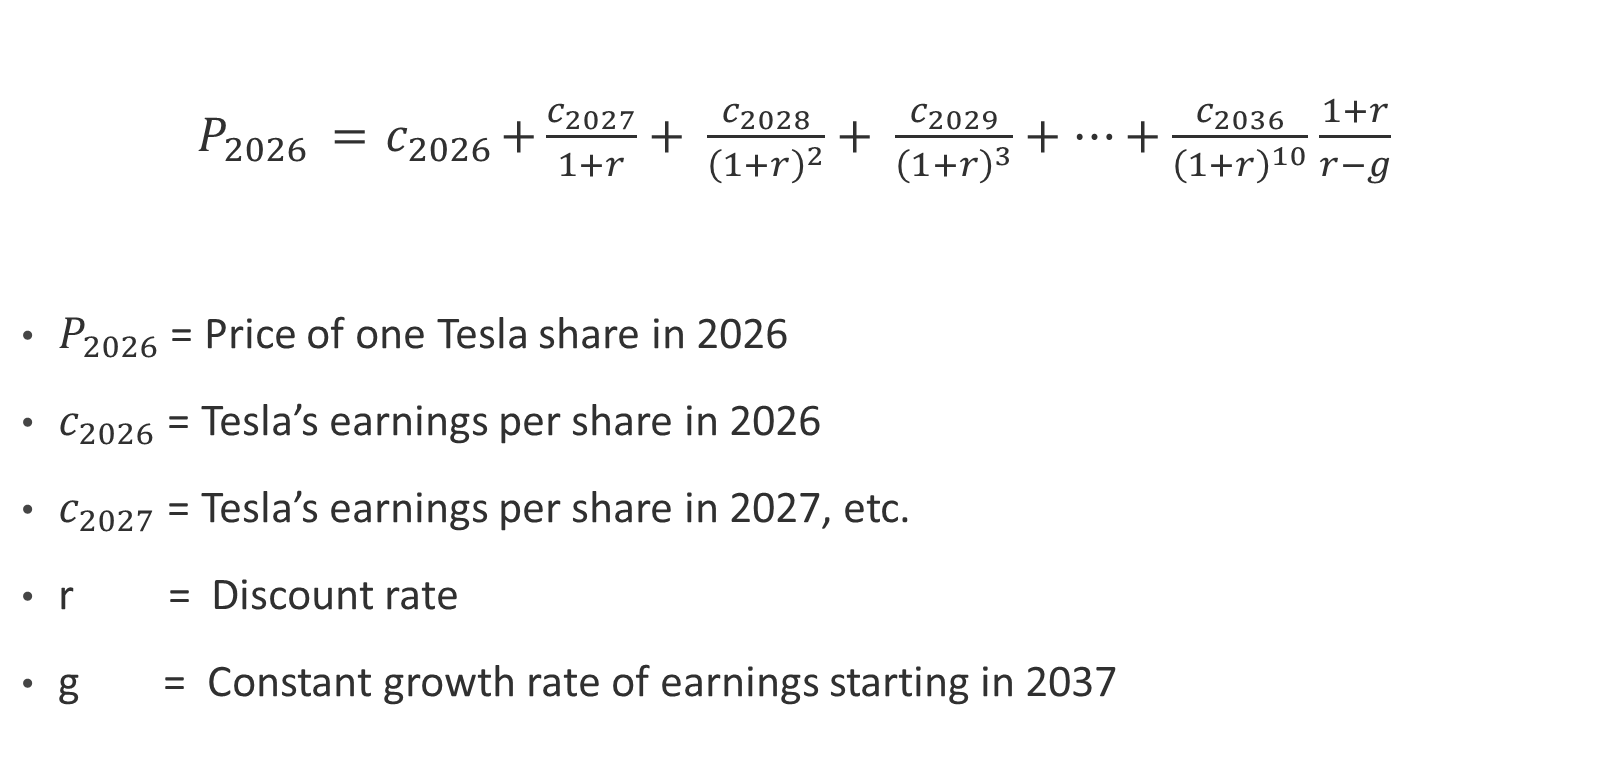 P₂₀₂₆ = c₂₀₂₆ + c₂₀₂₇/(1+r) + c₂₀₂₈/(1+r)² + c₂₀₂₉/(1+r)³ + ⋯ + c₂₀₃₆/(1+r)¹⁰ (1+r)/(r−g)
• P₂₀₂₆ = Price of one Tesla share in 2026
• c₂₀₂₆ = Tesla’s earnings per share in 2026
• c₂₀₂₇ = Tesla’s earnings per share in 2027, etc.
• r = Discount rate
• g = Constant growth rate of earnings starting in 2037